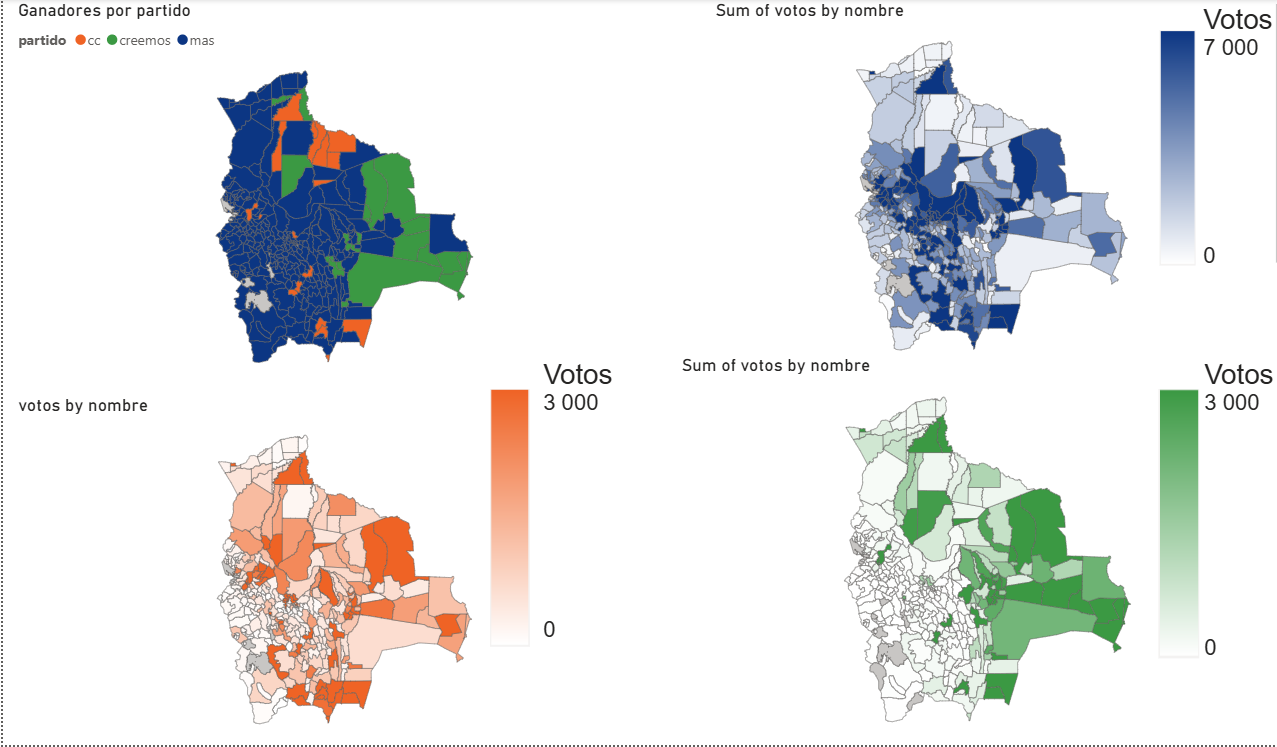 Ganadores por partido
partido cc creemos mas
Sum of votos by nombre
Votos
7 000
0
votos by nombre
Votos
3 000
0
Sum of votos by nombre
Votos
3 000
0